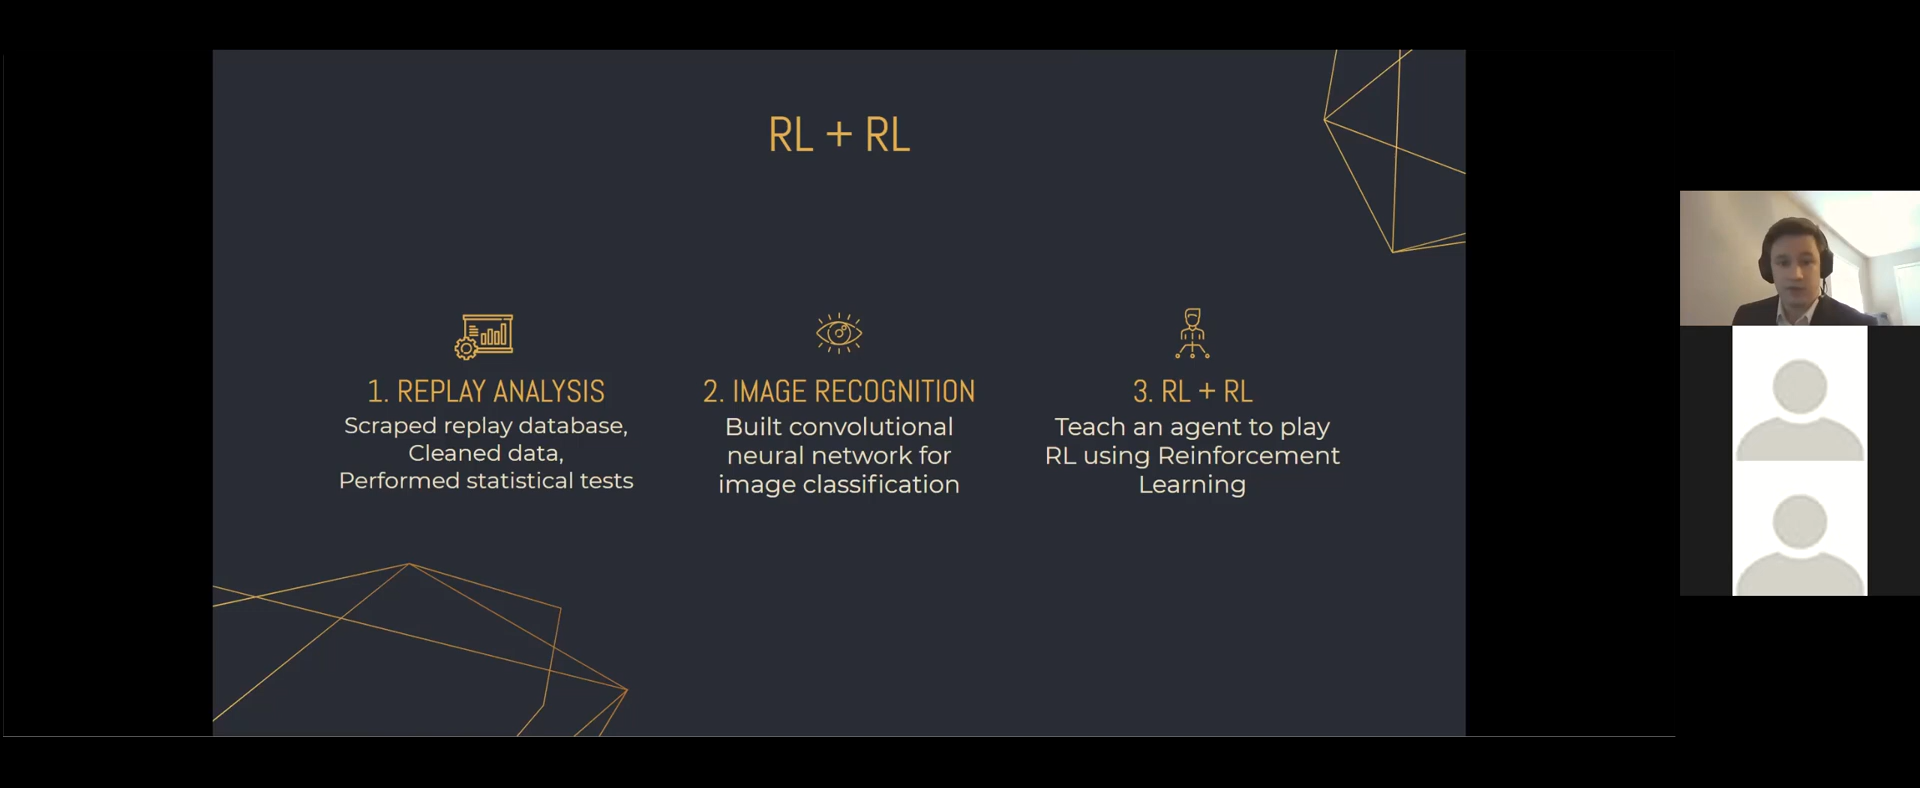 RL + RL
1. REPLAY ANALYSIS
Scraped replay database,
Cleaned data,
Performed statistical tests
2. IMAGE RECOGNITION
Built convolutional
neural network for
image classification
3. RL + RL
Teach an agent to play
RL using Reinforcement
Learning